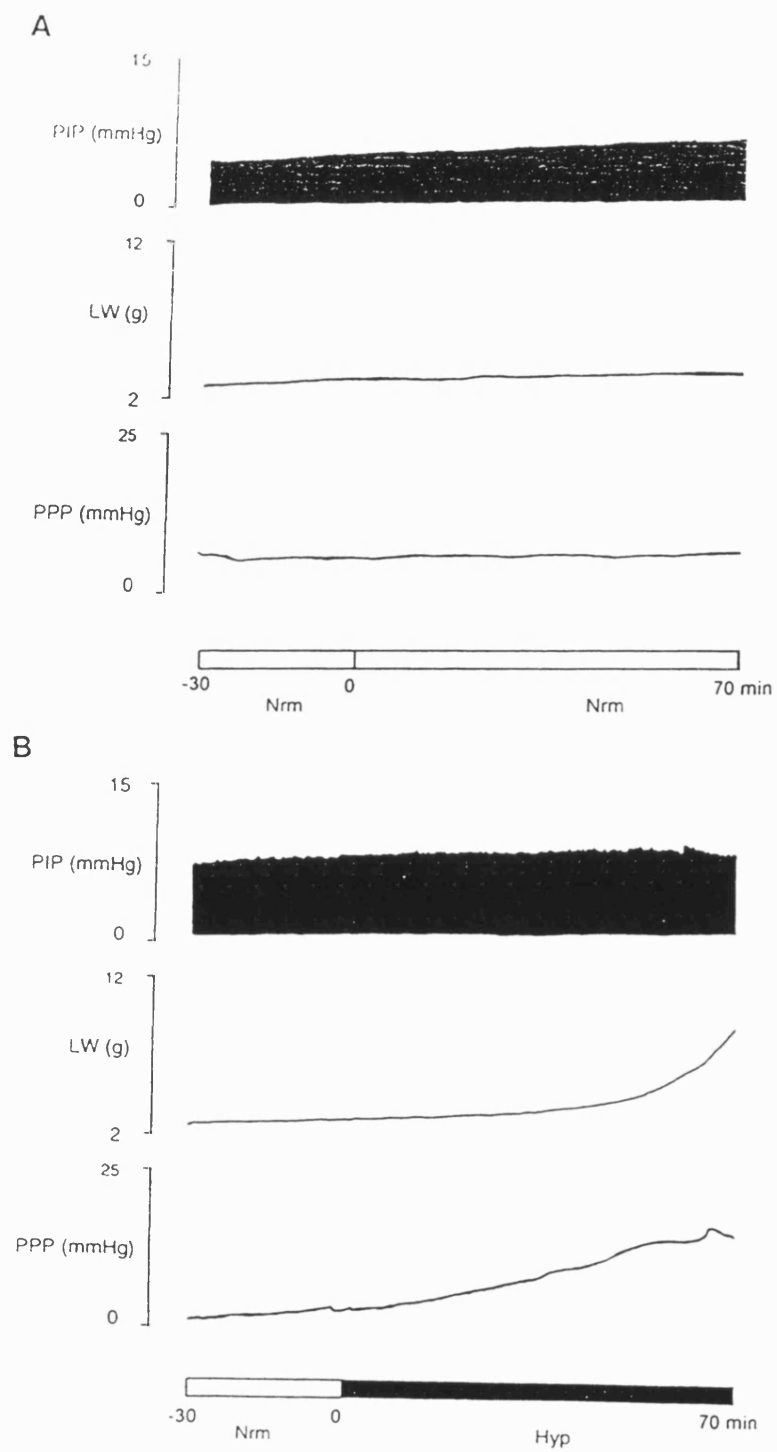 A
15
PIP (mmHg)
0
12
LW (g)
2
25
PPP (mmHg)
0
-30 0 70 min
Nrm Nrm
B
15
PIP (mmHg)
0
12
LW (g)
2
25
PPP (mmHg)
0
-30 0 70 min
Nrm Hyp